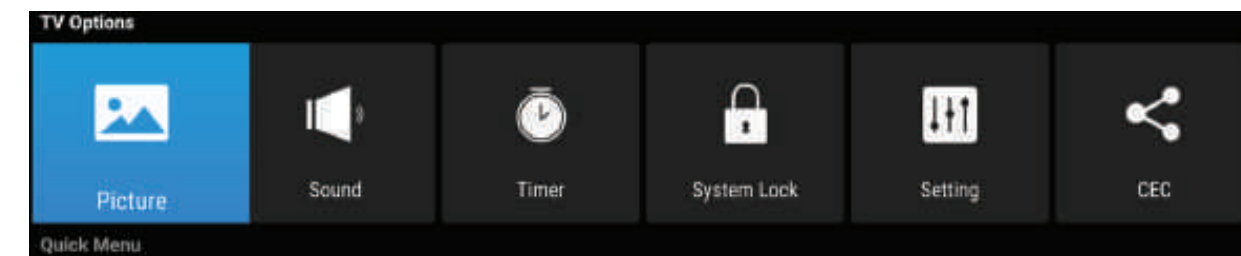 TV Options
Picture
Sound
Timer
System Lock
Setting
CEC
Quick Menu